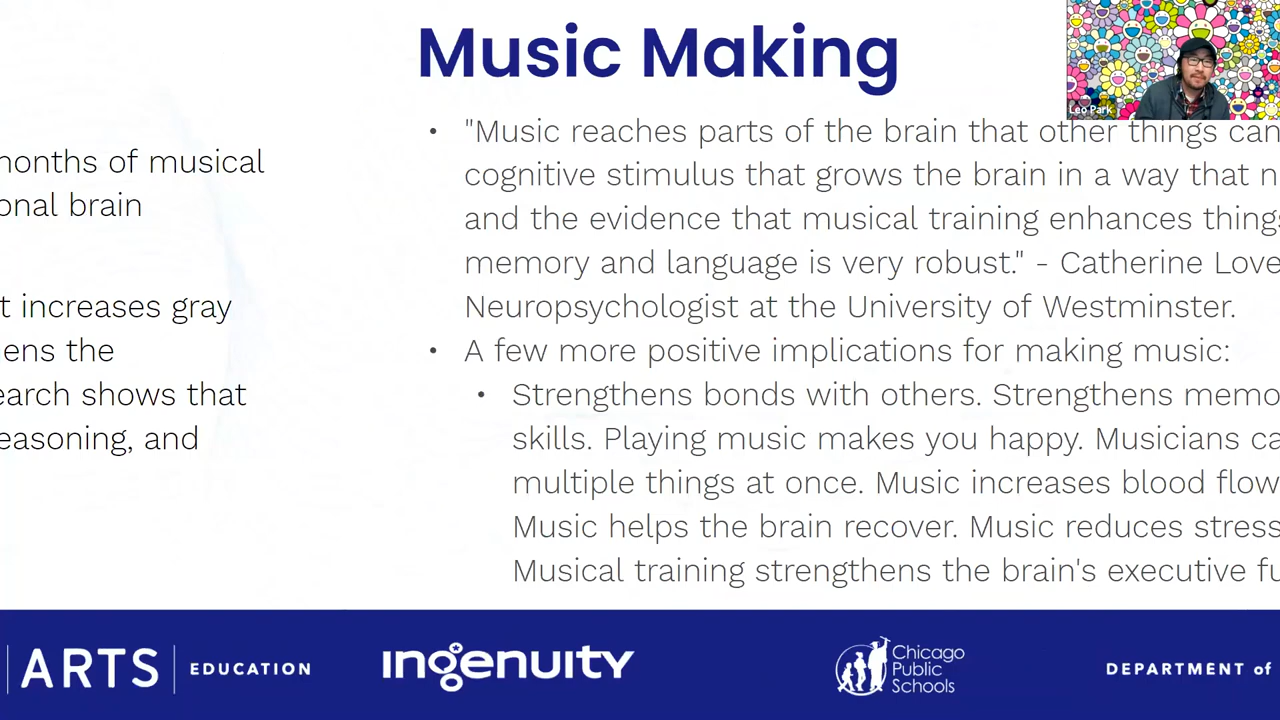 Music Making
Leo Park
months of musical
onal brain
t increases gray
ens the
earch shows that
easoning, and
• "Music reaches parts of the brain that other things can
cognitive stimulus that grows the brain in a way that n
and the evidence that musical training enhances things
memory and language is very robust." - Catherine Love
Neuropsychologist at the University of Westminster.
• A few more positive implications for making music:
• Strengthens bonds with others. Strengthens memo
skills. Playing music makes you happy. Musicians ca
multiple things at once. Music increases blood flow
Music helps the brain recover. Music reduces stress
Musical training strengthens the brain's executive fu
ARTS EDUCATION
ingenuity
Chicago
Public
Schools
DEPARTMENT of